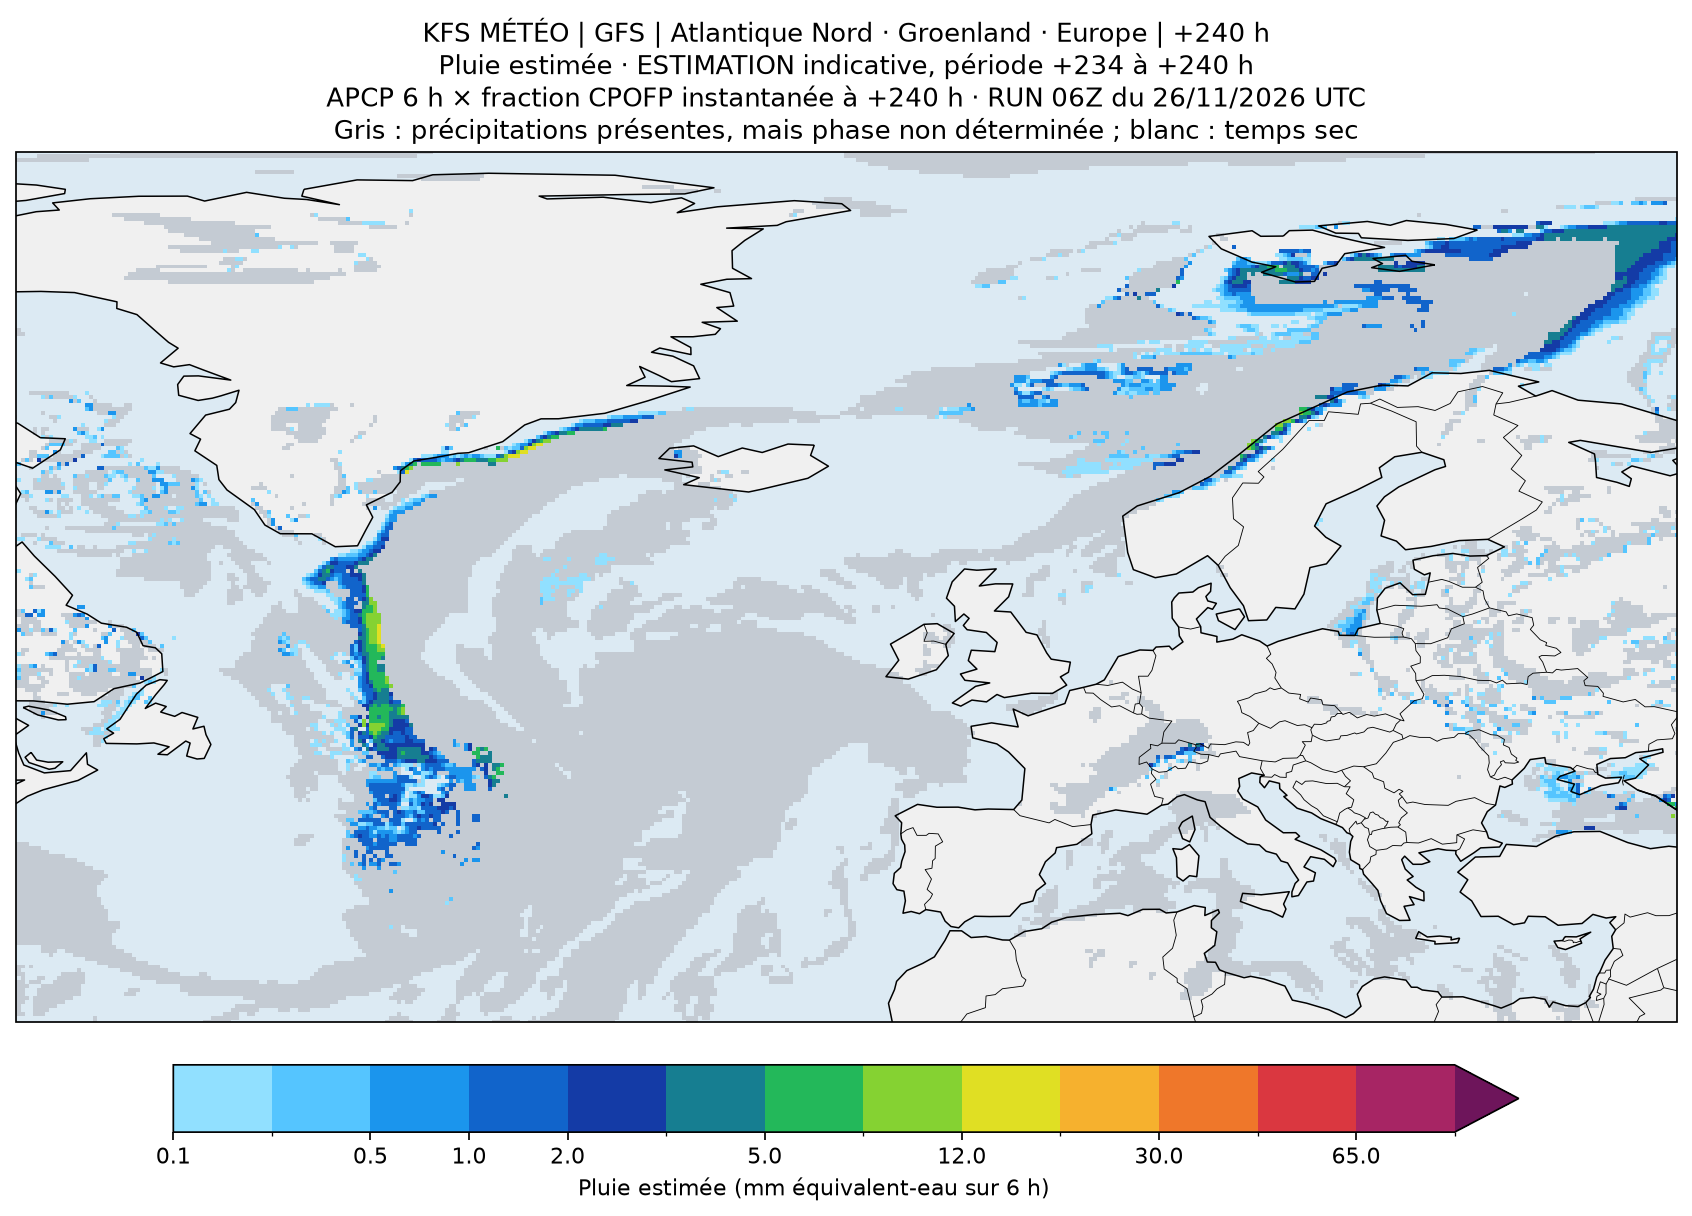 KFS MÉTÉO | GFS | Atlantique Nord · Groenland · Europe | +240 h
Pluie estimée · ESTIMATION indicative, période +234 à +240 h
APCP 6 h × fraction CPOFP instantanée à +240 h · RUN 06Z du 26/11/2026 UTC
Gris : précipitations présentes, mais phase non déterminée ; blanc : temps sec
0.1 0.5 1.0 2.0 5.0 12.0 30.0 65.0
Pluie estimée (mm équivalent-eau sur 6 h)